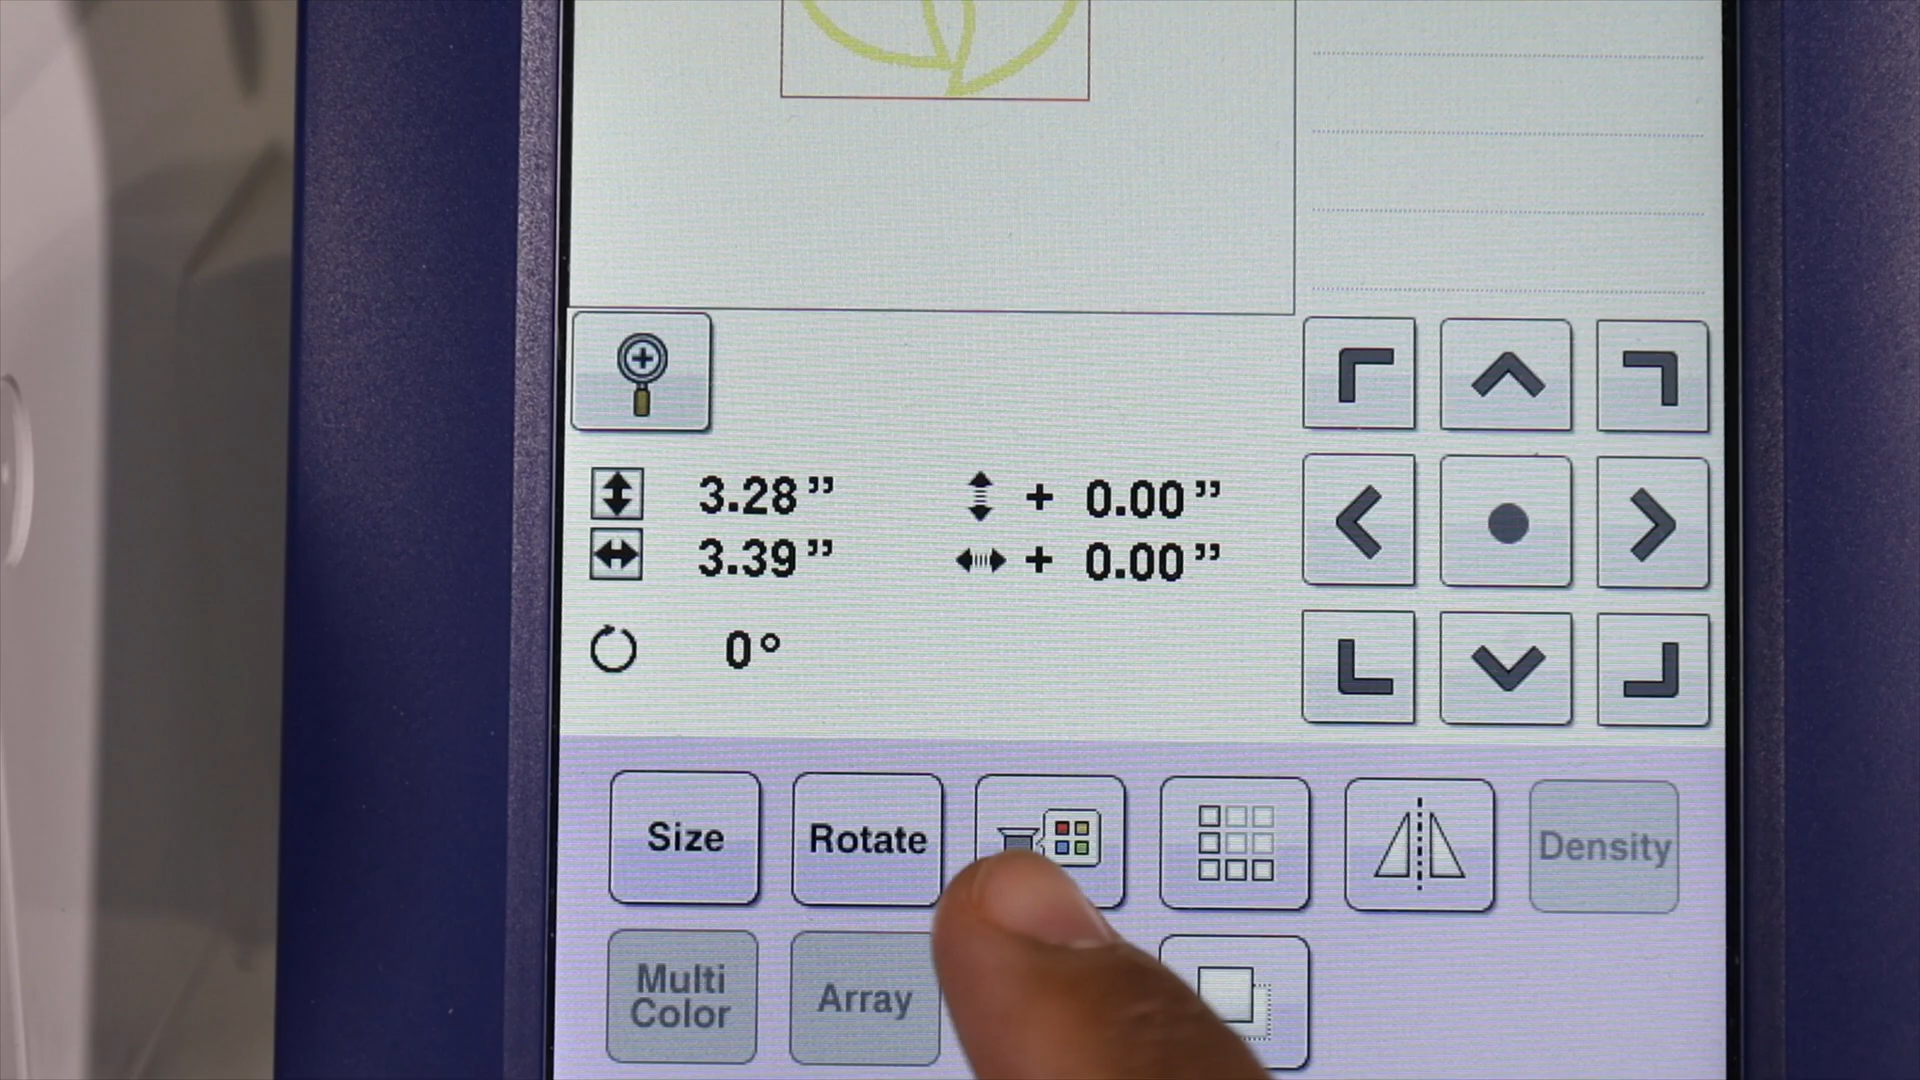 3.28” + 0.00”
3.39” + 0.00”
0°
Size Rotate Density
Multi
Color
Array